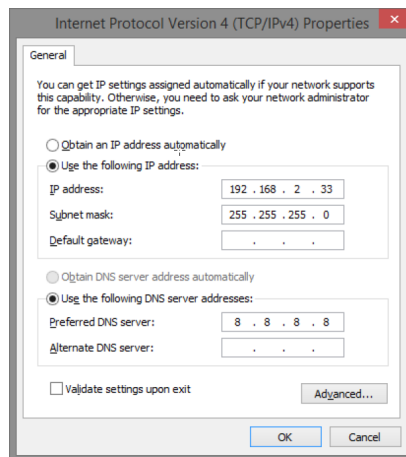 Internet Protocol Version 4 (TCP/IPv4) Properties
General
You can get IP settings assigned automatically if your network supports
this capability. Otherwise, you need to ask your network administrator
for the appropriate IP settings.
Obtain an IP address automatically
Use the following IP address:
IP address: 192 . 168 . 2 . 33
Subnet mask: 255 . 255 . 255 . 0
Default gateway: . . .
Obtain DNS server address automatically
Use the following DNS server addresses:
Preferred DNS server: 8 . 8 . 8 . 8
Alternate DNS server: . . .
Validate settings upon exit
Advanced...
OK Cancel